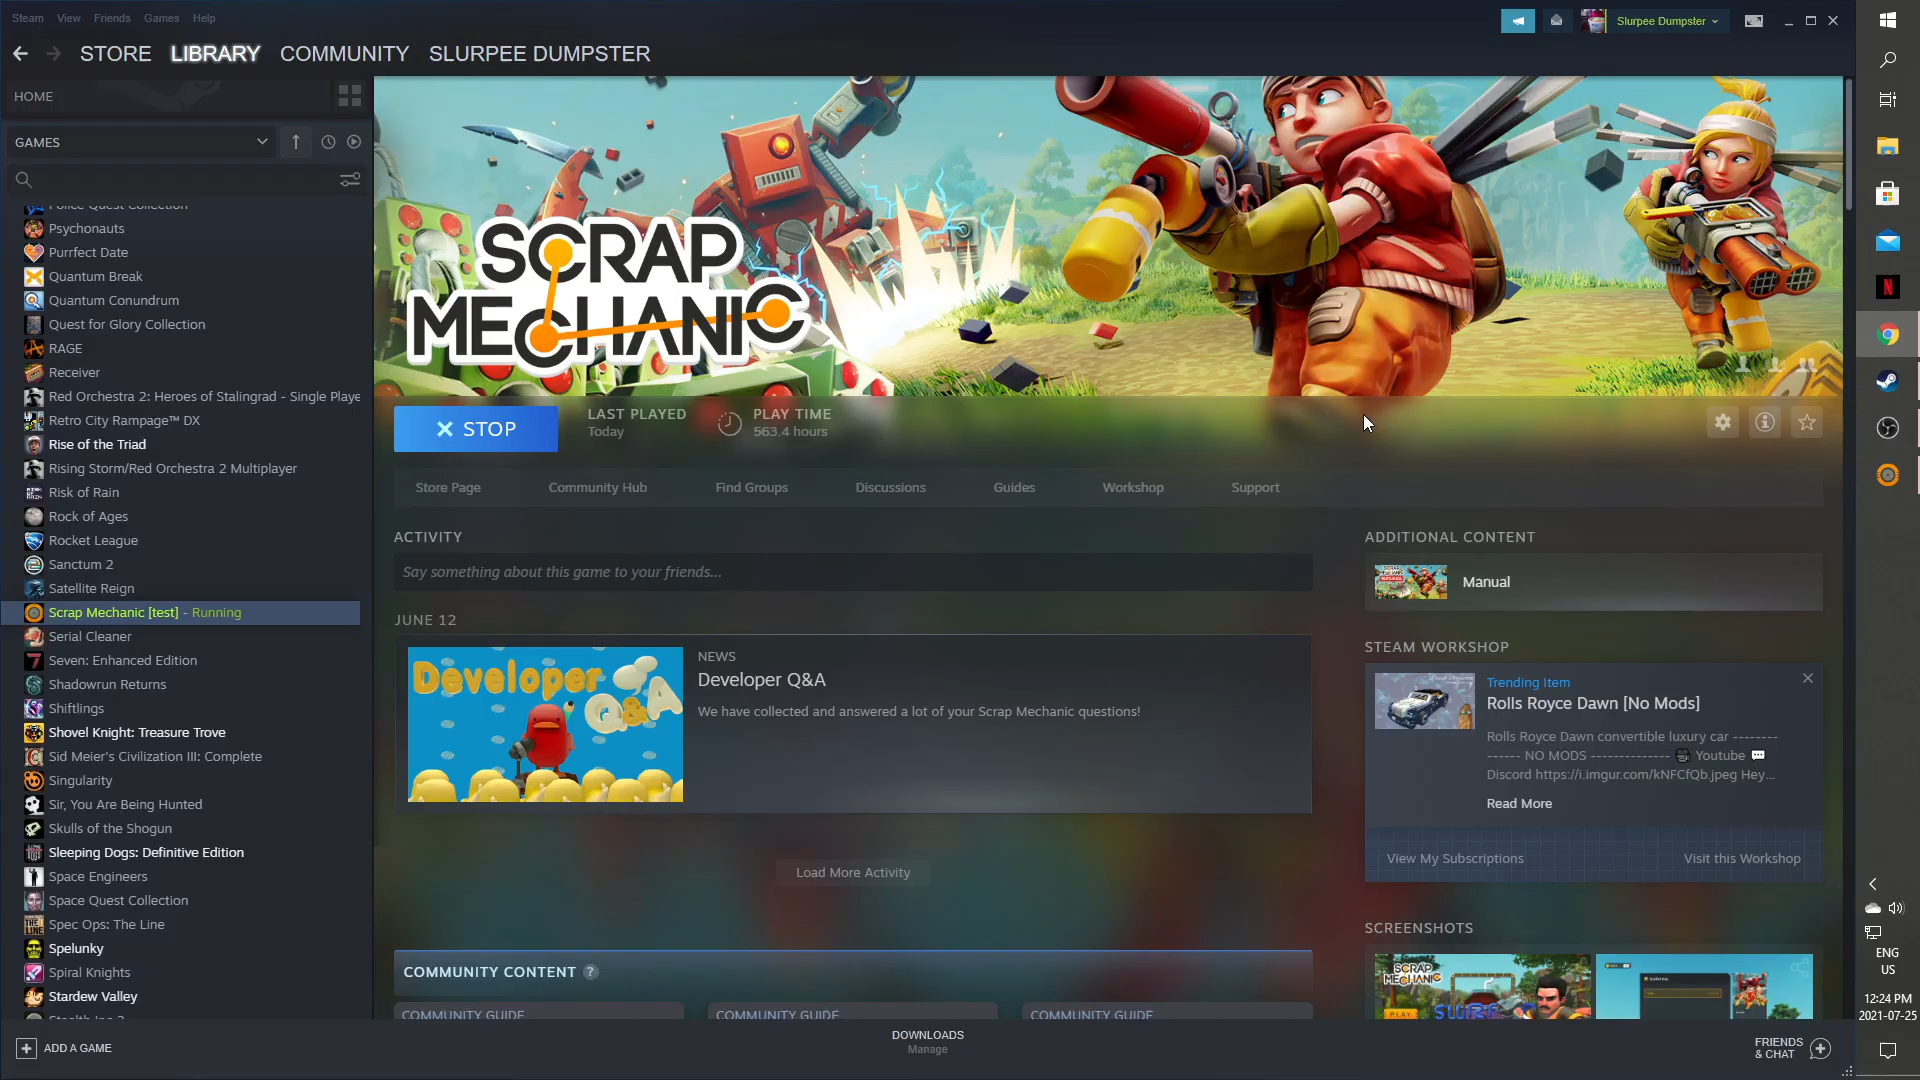 Steam View Friends Games Help
Slurpee Dumpster
STORE LIBRARY COMMUNITY SLURPEE DUMPSTER
HOME
GAMES
Police Quest Collection
Psychonauts
Purrfect Date
Quantum Break
Quantum Conundrum
Quest for Glory Collection
RAGE
Receiver
Red Orchestra 2: Heroes of Stalingrad - Single Playe
Retro City Rampage™ DX
Rise of the Triad
Rising Storm/Red Orchestra 2 Multiplayer
Risk of Rain
Rock of Ages
Rocket League
Sanctum 2
Satellite Reign
Scrap Mechanic [test] - Running
Serial Cleaner
Seven: Enhanced Edition
Shadowrun Returns
Shiftlings
Shovel Knight: Treasure Trove
Sid Meier's Civilization III: Complete
Singularity
Sir, You Are Being Hunted
Skulls of the Shogun
Sleeping Dogs: Definitive Edition
Space Engineers
Space Quest Collection
Spec Ops: The Line
Spelunky
Spiral Knights
Stardew Valley
ADD A GAME
SCRAP
MECHANIC
STOP
LAST PLAYED
Today
PLAY TIME
563.4 hours
Store Page Community Hub Find Groups Discussions Guides Workshop Support
ACTIVITY
Say something about this game to your friends...
JUNE 12
Developer
Q&A
NEWS
Developer Q&A
We have collected and answered a lot of your Scrap Mechanic questions!
Load More Activity
COMMUNITY CONTENT ?
COMMUNITY GUIDE COMMUNITY GUIDE COMMUNITY GUIDE
ADDITIONAL CONTENT
Manual
STEAM WORKSHOP
Trending Item
Rolls Royce Dawn [No Mods]
Rolls Royce Dawn convertible luxury car --------
------ NO MODS -------------- Youtube
Discord https://i.imgur.com/kNFCfQb.jpeg Hey...
Read More
View My Subscriptions Visit this Workshop
SCREENSHOTS
SCRAP
MECHANIC
PLAY
DOWNLOADS
Manage
FRIENDS
& CHAT
ENG
US
12:24 PM
2021-07-25